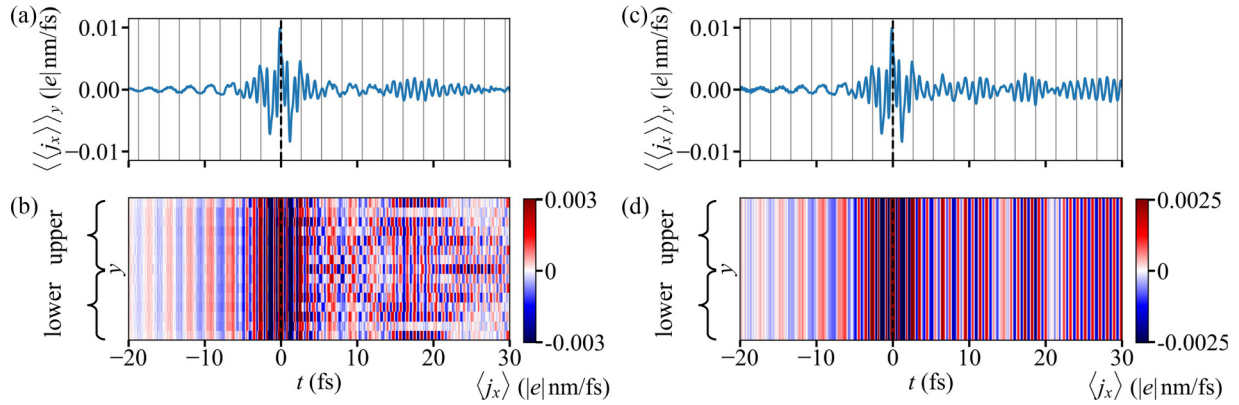 (a)
0.01
0.00
−0.01
⟨⟨j_x⟩⟩_y (|e| nm/fs)
(b)
upper
lower
y
−20
−10
0
10
20
30
t (fs)
0.003
0
-0.003
⟨j_x⟩ (|e| nm/fs)
(c)
0.01
0.00
−0.01
⟨⟨j_x⟩⟩_y (|e| nm/fs)
(d)
upper
lower
y
−20
−10
0
10
20
30
t (fs)
0.0025
0
-0.0025
⟨j_x⟩ (|e| nm/fs)